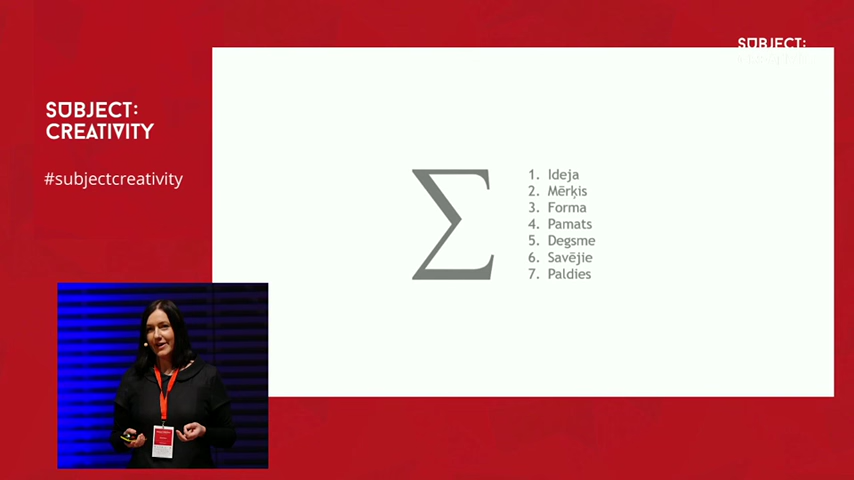 SUBJECT:
SUBJECT:
CREATIVITY
#subjectcreativity
Σ
1. Ideja
2. Mērķis
3. Forma
4. Pamats
5. Degsme
6. Savējie
7. Paldies